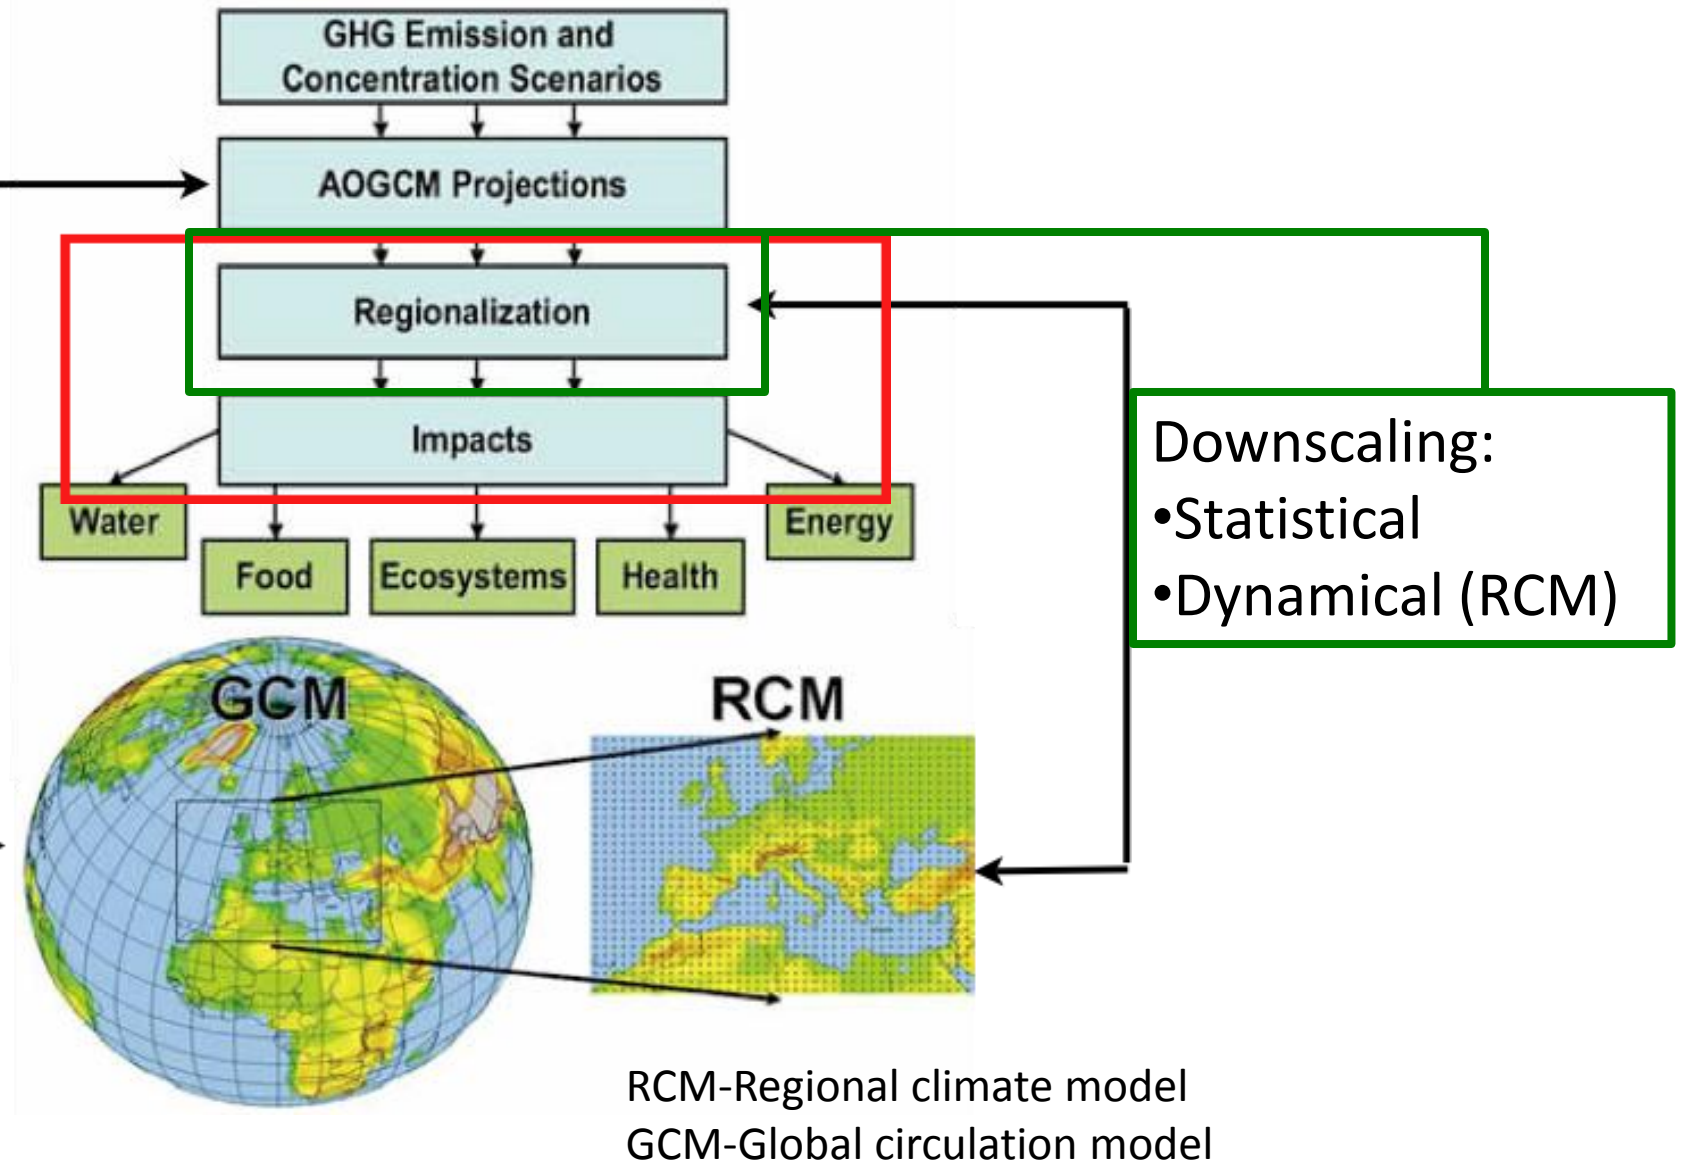 GHG Emission and
Concentration Scenarios
AOGCM Projections
Regionalization
Impacts
Water
Food
Ecosystems
Health
Energy
Downscaling:
•Statistical
•Dynamical (RCM)
GCM
RCM
RCM-Regional climate model
GCM-Global circulation model